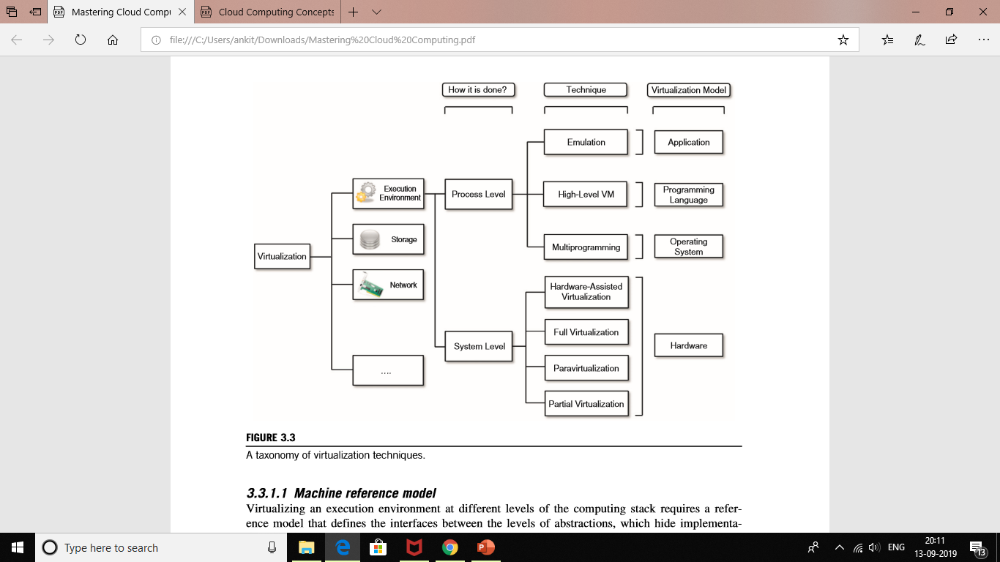 Mastering Cloud Compu
Cloud Computing Concepts
file:///C:/Users/ankit/Downloads/Mastering%20Cloud%20Computing.pdf
How it is done?
Technique
Virtualization Model
Emulation
Application
Execution
Environment
Process Level
High-Level VM
Programming
Language
Storage
Multiprogramming
Operating
System
Virtualization
Network
Hardware-Assisted
Virtualization
Full Virtualization
System Level
Hardware
Paravirtualization
....
Partial Virtualization
FIGURE 3.3
A taxonomy of virtualization techniques.
3.3.1.1 Machine reference model
Virtualizing an execution environment at different levels of the computing stack requires a refer-
ence model that defines the interfaces between the levels of abstractions, which hide implementa-
Type here to search
ENG
20:11
13-09-2019
13